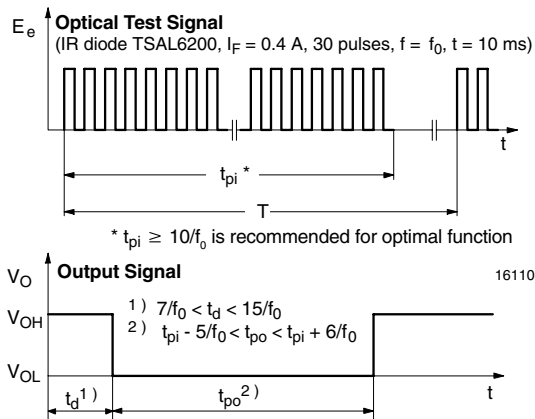 E_e
Optical Test Signal
(IR diode TSAL6200, I_F = 0.4 A, 30 pulses, f = f_0, t = 10 ms)
t
t_pi *
T
* t_pi ≥ 10/f_0 is recommended for optimal function
V_O
Output Signal
16110
V_OH
1) 7/f_0 < t_d < 15/f_0
2) t_pi - 5/f_0 < t_po < t_pi + 6/f_0
V_OL
t_d 1)
t_po 2)
t